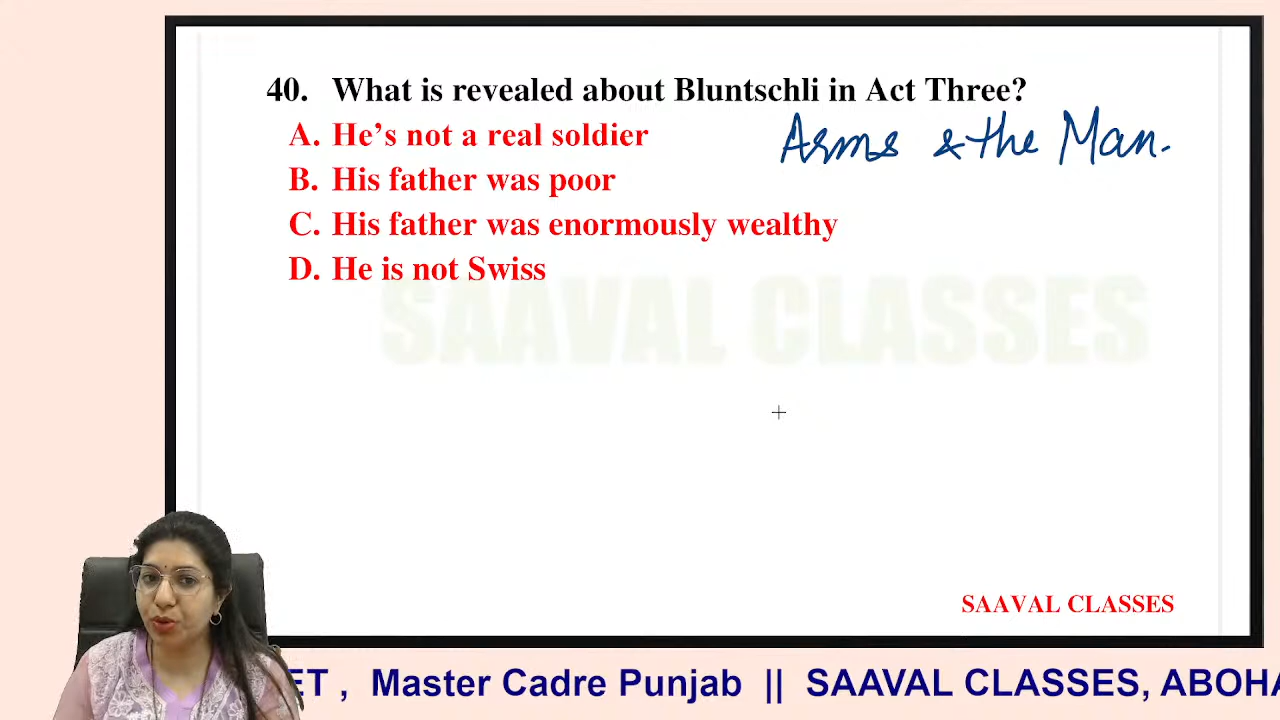 40. What is revealed about Bluntschli in Act Three?
A. He's not a real soldier
Arms & the Man.
B. His father was poor
C. His father was enormously wealthy
D. He is not Swiss
SAAVAL CLASSES
SAAVAL CLASSES
ET , Master Cadre Punjab || SAAVAL CLASSES, ABOHA